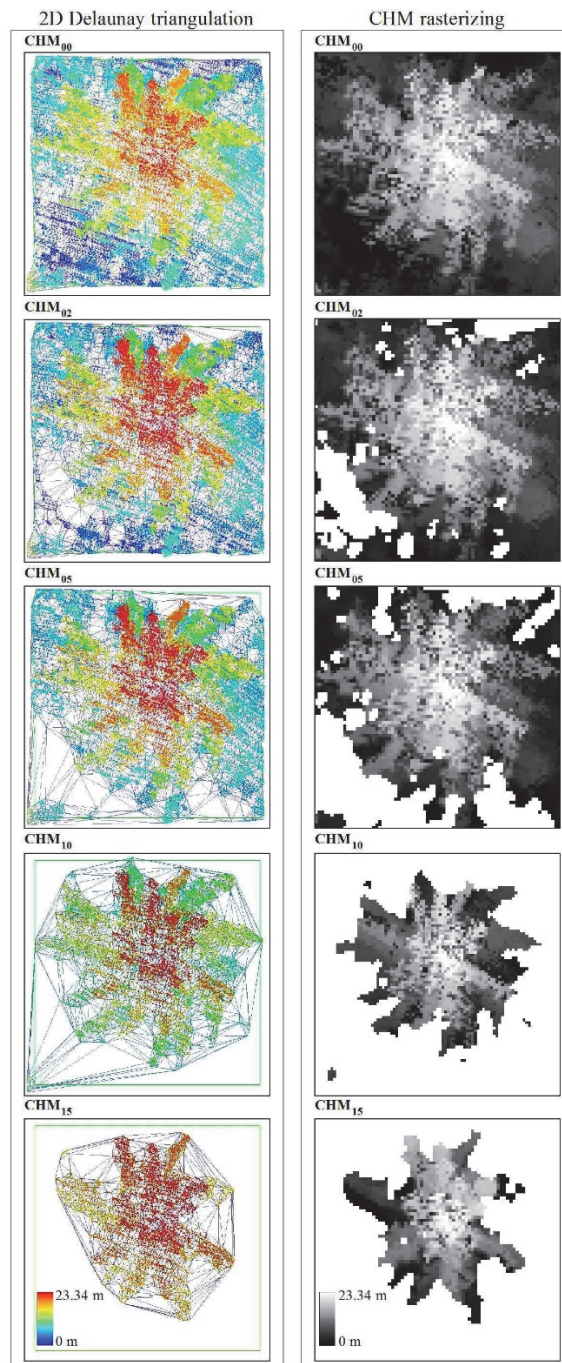 2D Delaunay triangulation
CHM rasterizing
CHM00
CHM00
CHM02
CHM02
CHM05
CHM05
CHM10
CHM10
CHM15
CHM15
23.34 m
0 m
23.34 m
0 m